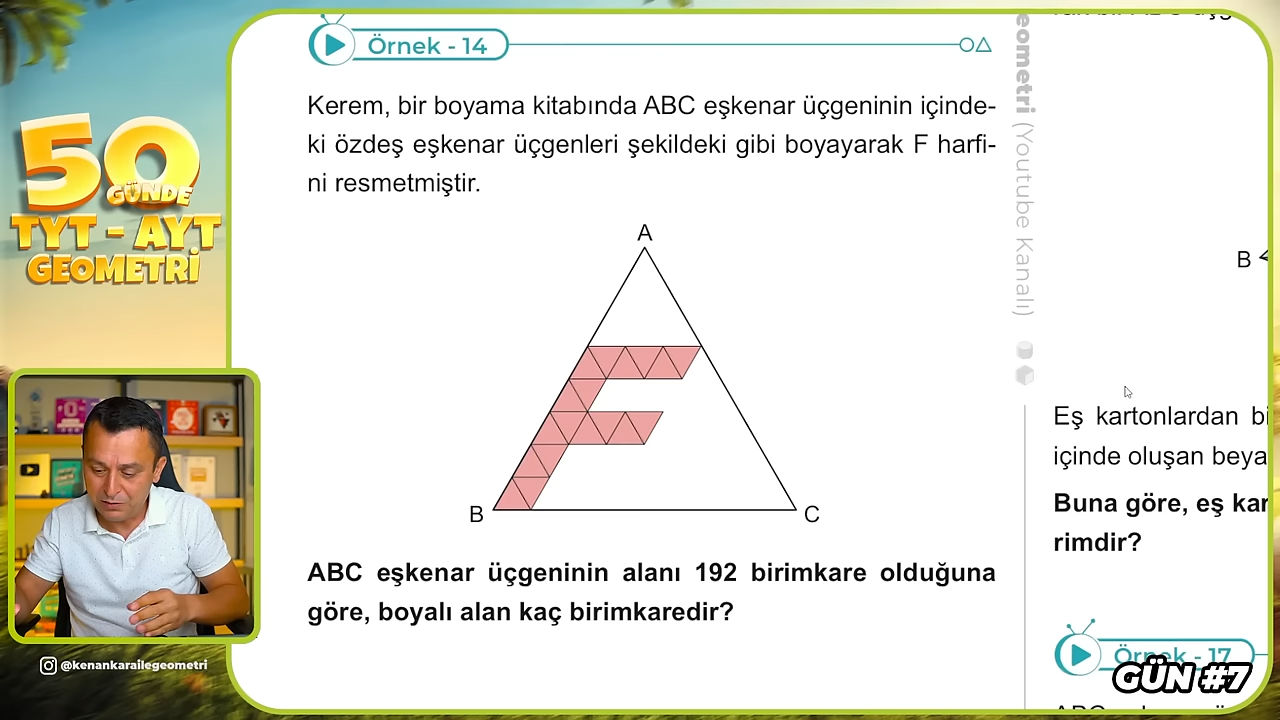 50
GÜNDE
TYT - AYT
GEOMETRİ
Örnek - 14
Kerem, bir boyama kitabında ABC eşkenar üçgeninin içinde-
ki özdeş eşkenar üçgenleri şekildeki gibi boyayarak F harfi-
ni resmetmiştir.
A
B
C
ABC eşkenar üçgeninin alanı 192 birimkare olduğuna
göre, boyalı alan kaç birimkaredir?
eometri (Youtube Kanalı)
B
Eş kartonlardan bi
içinde oluşan beya
Buna göre, eş kar
rimdir?
Örnek - 17
GÜN #7
@kenankarailegeometri